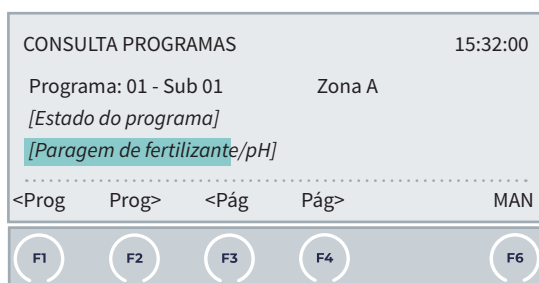 CONSULTA PROGRAMAS 15:32:00
Programa: 01 - Sub 01 Zona A
[Estado do programa]
[Paragem de fertilizante/pH]
<Prog Prog> <Pág Pág> MAN
F1 F2 F3 F4 F6